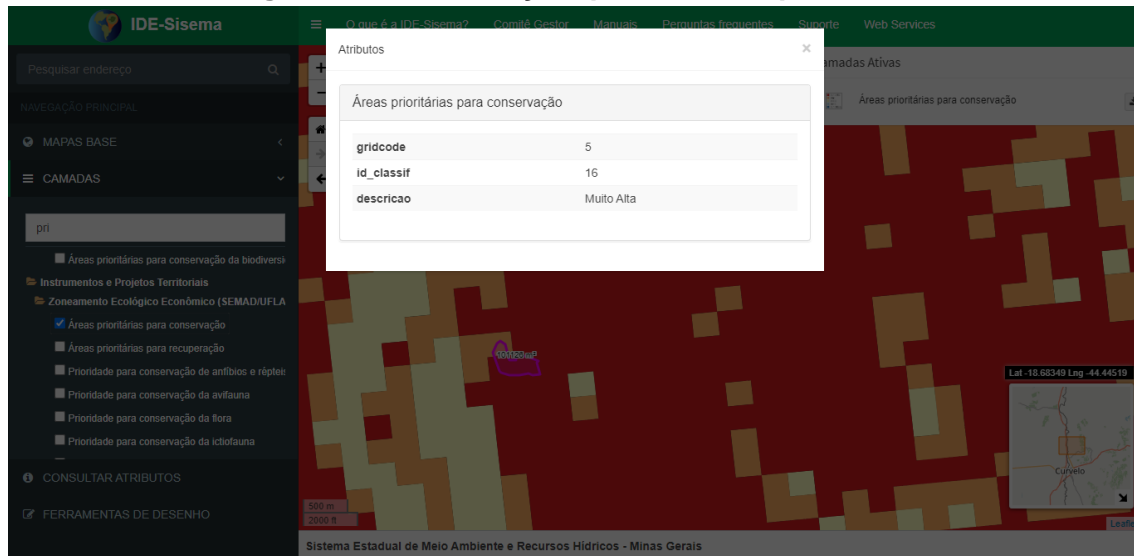 IDE-Sisema
O que é a IDE-Sisema? Comitê Gestor Manuais Perguntas frequentes Suporte Web Services
Pesquisar endereço
NAVEGAÇÃO PRINCIPAL
MAPAS BASE
CAMADAS
pri
Áreas prioritárias para conservação da biodiversi
Instrumentos e Projetos Territoriais
Zoneamento Ecológico Econômico (SEMAD/UFLA
Áreas prioritárias para conservação
Áreas prioritárias para recuperação
Prioridade para conservação de anfíbios e réptei
Prioridade para conservação da avifauna
Prioridade para conservação da flora
Prioridade para conservação da ictiofauna
CONSULTAR ATRIBUTOS
FERRAMENTAS DE DESENHO
Atributos ×
Áreas prioritárias para conservação
gridcode 5
id_classif 16
descricao Muito Alta
amadas Ativas
Áreas prioritárias para conservação
Lat -18.68349 Lng -44.44519
Curvelo
500 m
2000 ft
Leafle
Sistema Estadual de Meio Ambiente e Recursos Hídricos - Minas Gerais